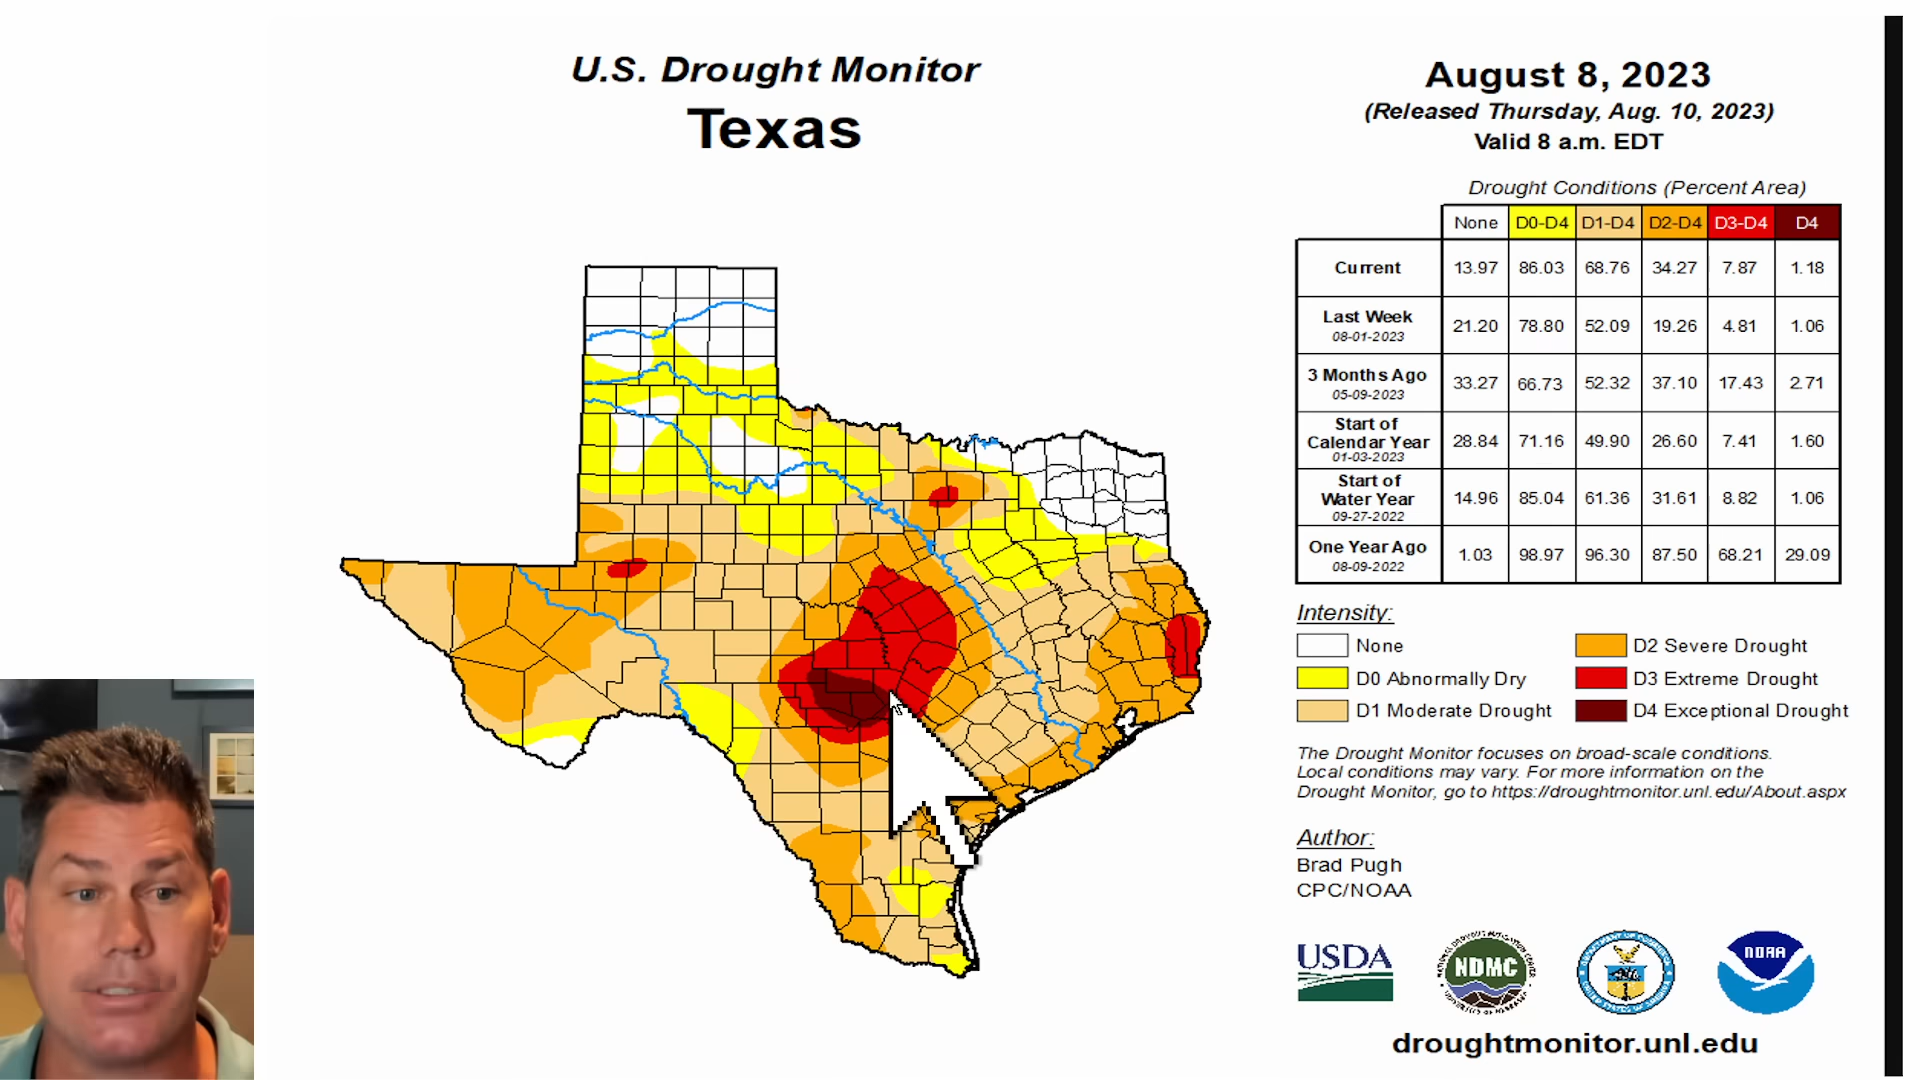 U.S. Drought Monitor
Texas
August 8, 2023
(Released Thursday, Aug. 10, 2023)
Valid 8 a.m. EDT
Drought Conditions (Percent Area)
None D0-D4 D1-D4 D2-D4 D3-D4 D4
Current 13.97 86.03 68.76 34.27 7.87 1.18
Last Week
08-01-2023 21.20 78.80 52.09 19.26 4.81 1.06
3 Months Ago
05-09-2023 33.27 66.73 52.32 37.10 17.43 2.71
Start of
Calendar Year
01-03-2023 28.84 71.16 49.90 26.60 7.41 1.60
Start of
Water Year
09-27-2022 14.96 85.04 61.36 31.61 8.82 1.06
One Year Ago
08-09-2022 1.03 98.97 96.30 87.50 68.21 29.09
Intensity:
None
D0 Abnormally Dry
D1 Moderate Drought
D2 Severe Drought
D3 Extreme Drought
D4 Exceptional Drought
The Drought Monitor focuses on broad-scale conditions.
Local conditions may vary. For more information on the
Drought Monitor, go to https://droughtmonitor.unl.edu/About.aspx
Author:
Brad Pugh
CPC/NOAA
USDA
NDMC
NOAA
droughtmonitor.unl.edu